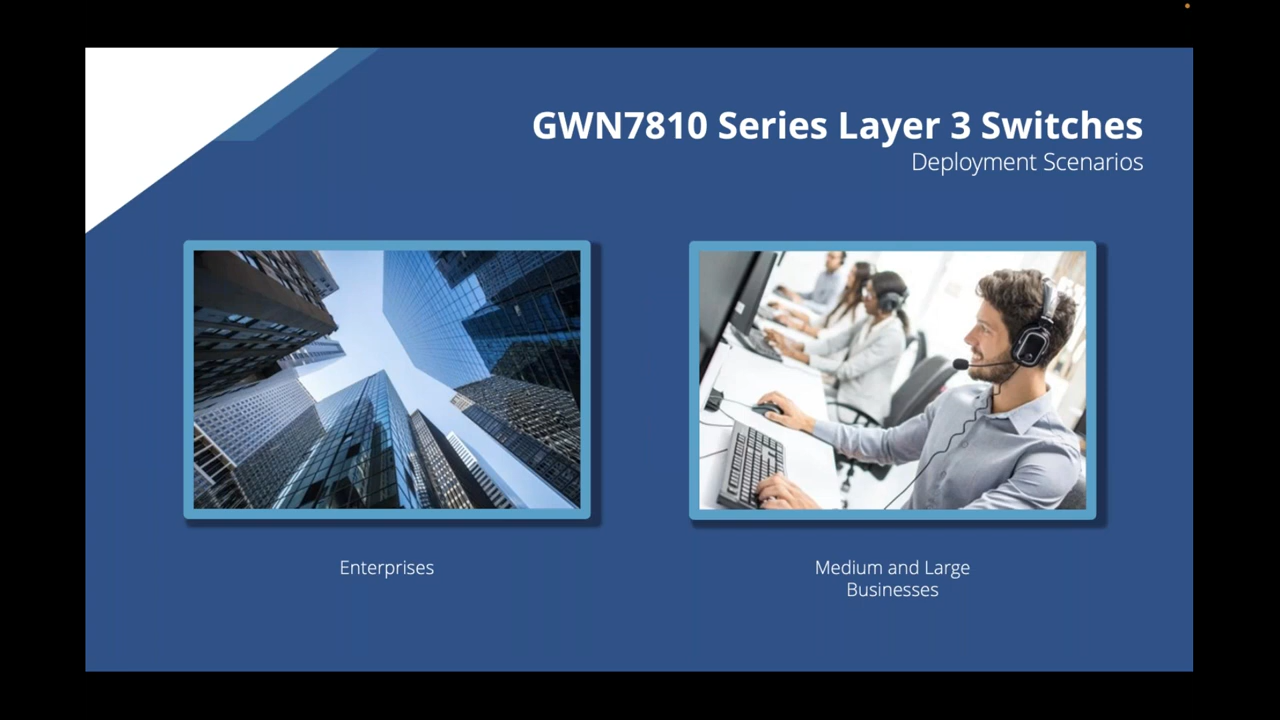 GWN7810 Series Layer 3 Switches
Deployment Scenarios
Enterprises
Medium and Large
Businesses